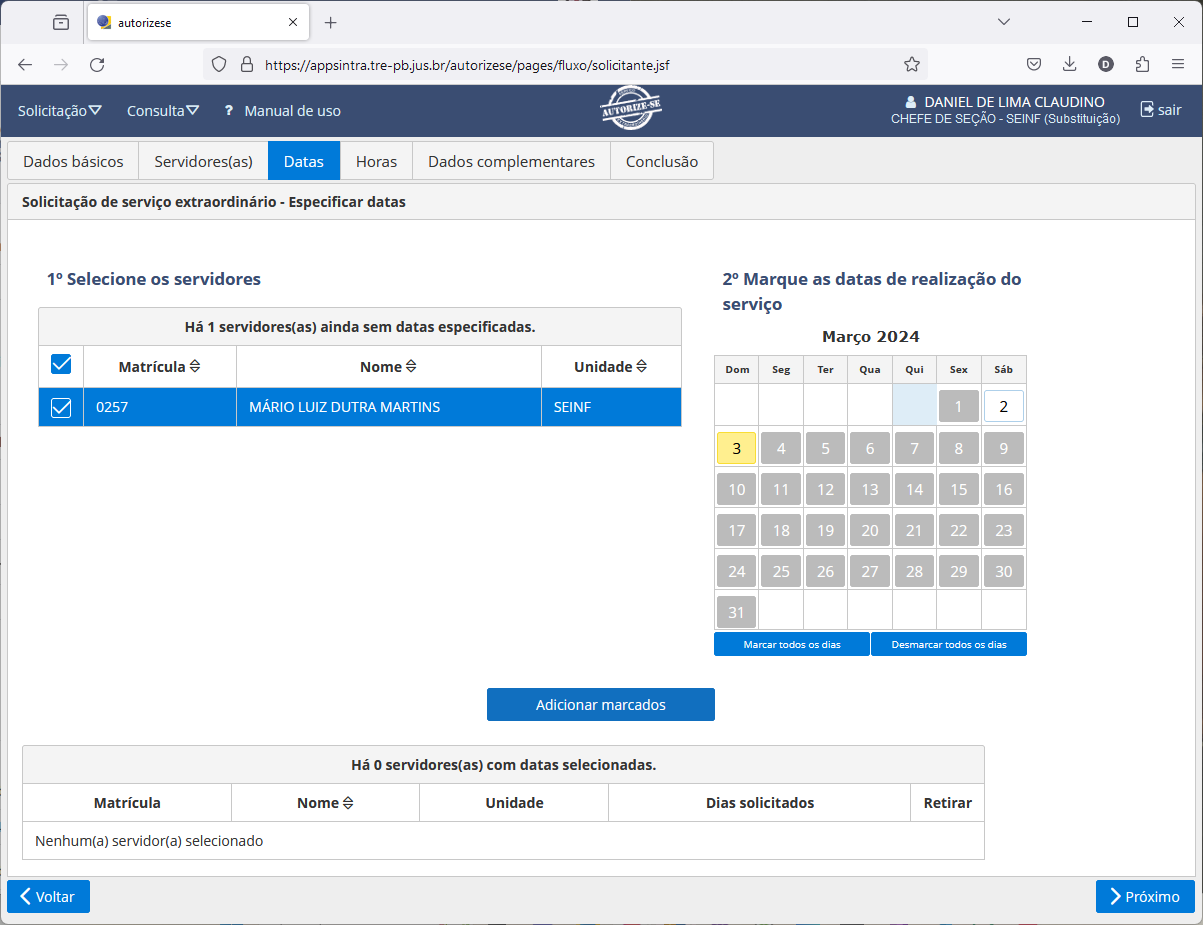 autorizese
https://appsintra.tre-pb.jus.br/autorizese/pages/fluxo/solicitante.jsf
D
Solicitação Consulta ? Manual de uso
AUTORIZE-SE
DANIEL DE LIMA CLAUDINO
CHEFE DE SEÇÃO - SEINF (Substituição)
sair
Dados básicos Servidores(as) Datas Horas Dados complementares Conclusão
Solicitação de serviço extraordinário - Especificar datas
1º Selecione os servidores
Há 1 servidores(as) ainda sem datas especificadas.
Matrícula Nome Unidade
0257 MÁRIO LUIZ DUTRA MARTINS SEINF
2º Marque as datas de realização do
serviço
Março 2024
Dom Seg Ter Qua Qui Sex Sáb
1 2
3 4 5 6 7 8 9
10 11 12 13 14 15 16
17 18 19 20 21 22 23
24 25 26 27 28 29 30
31
Marcar todos os dias Desmarcar todos os dias
Adicionar marcados
Há 0 servidores(as) com datas selecionadas.
Matrícula Nome Unidade Dias solicitados Retirar
Nenhum(a) servidor(a) selecionado
Voltar Próximo